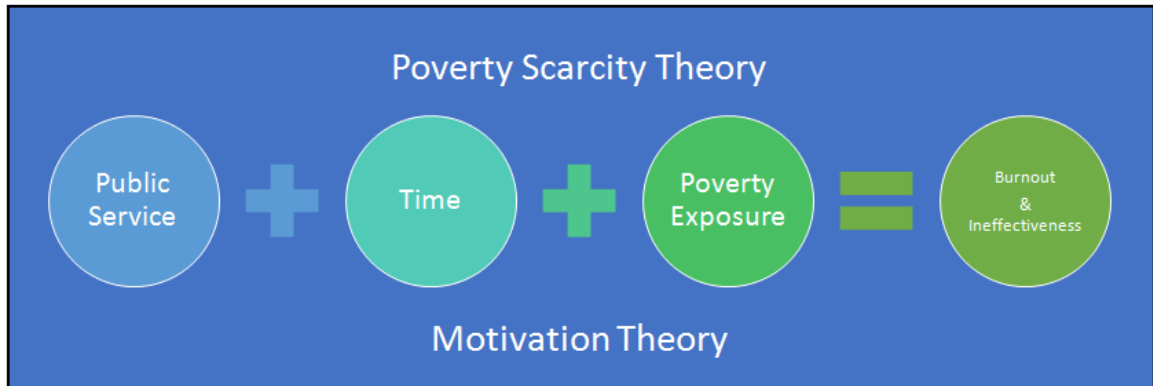 Poverty Scarcity Theory
Public
Service
Time
Poverty
Exposure
Burnout
&
Ineffectiveness
Motivation Theory